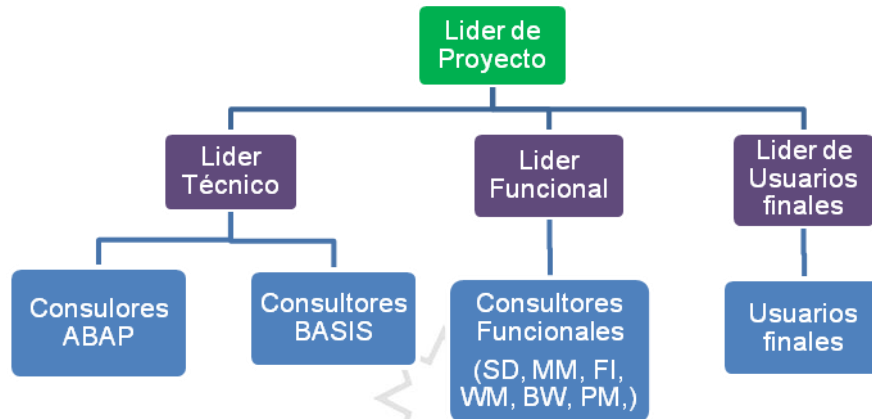 Lider de
Proyecto
Lider
Técnico
Lider
Funcional
Lider de
Usuarios
finales
Consulores
ABAP
Consultores
BASIS
Consultores
Funcionales
(SD, MM, FI,
WM, BW, PM,)
Usuarios
finales